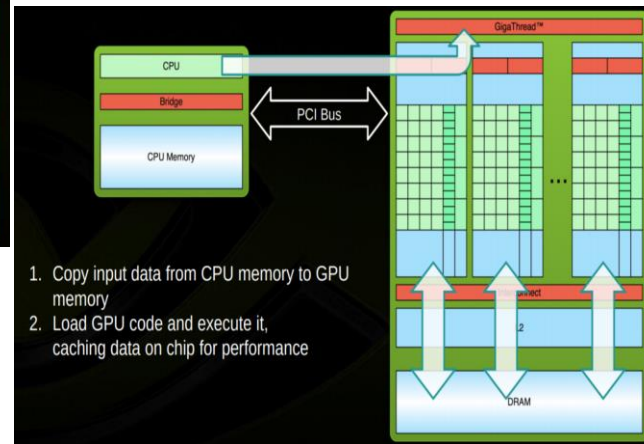 GigaThread™
CPU
Bridge
PCI Bus
CPU Memory
1. Copy input data from CPU memory to GPU
memory
2. Load GPU code and execute it,
caching data on chip for performance
DRAM